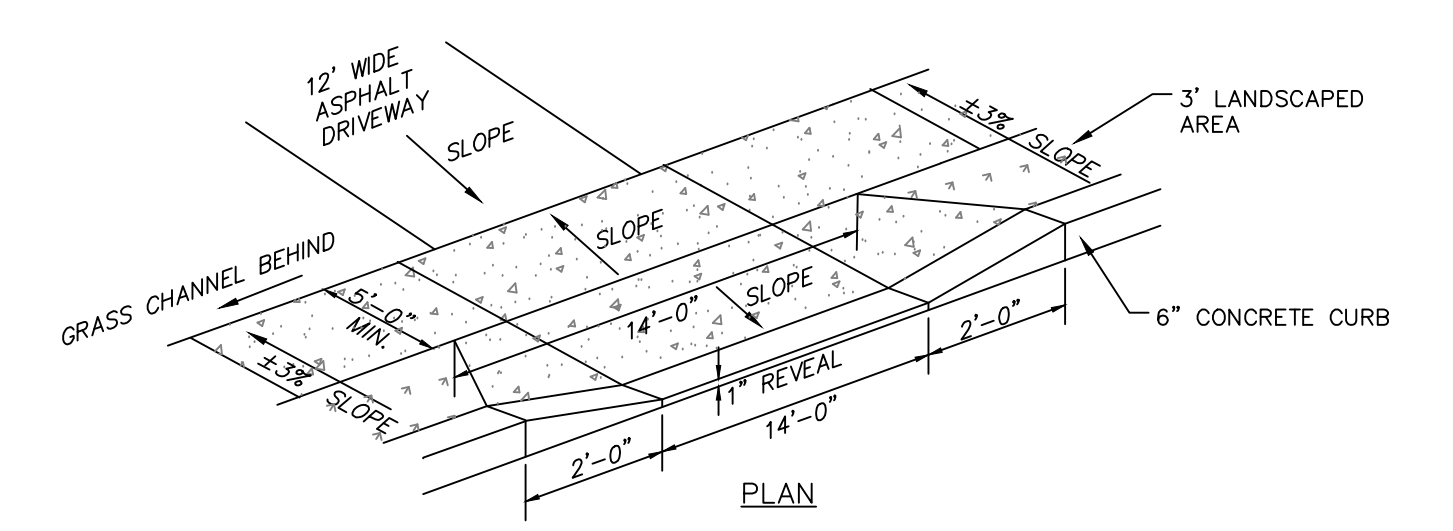 12' WIDE
ASPHALT
DRIVEWAY
SLOPE
±3%
SLOPE
3' LANDSCAPED
AREA
SLOPE
GRASS CHANNEL BEHIND
5'-0"
MIN.
14'-0"
SLOPE
6" CONCRETE CURB
2'-0"
±3%
SLOPE
1" REVEAL
14'-0"
2'-0"
PLAN